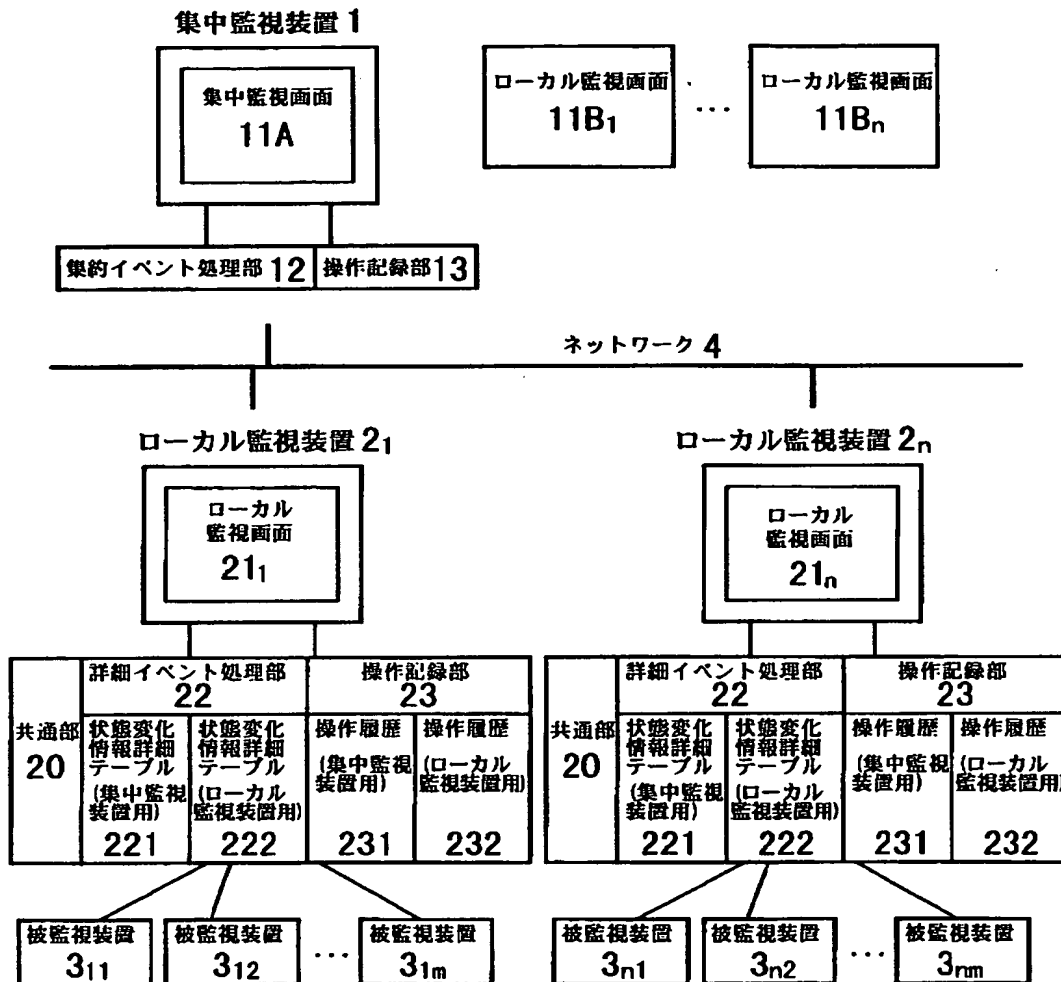 集中監視装置 1
集中監視画面
11A
ローカル監視画面
11B1
...
ローカル監視画面
11Bn
集約イベント処理部 12
操作記録部 13
ネットワーク 4
ローカル監視装置 21
ローカル
監視画面
211
ローカル監視装置 2n
ローカル
監視画面
21n
共通部
20
詳細イベント処理部
22
操作記録部
23
状態変化
情報詳細
テーブル
(集中監視
装置用)
221
状態変化
情報詳細
テーブル
(ローカル
監視装置用)
222
操作履歴
(集中監視
装置用)
231
操作履歴
(ローカル
監視装置用)
232
共通部
20
詳細イベント処理部
22
操作記録部
23
状態変化
情報詳細
テーブル
(集中監視
装置用)
221
状態変化
情報詳細
テーブル
(ローカル
監視装置用)
222
操作履歴
(集中監視
装置用)
231
操作履歴
(ローカル
監視装置用)
232
被監視装置
311
被監視装置
312
...
被監視装置
31m
被監視装置
3n1
被監視装置
3n2
...
被監視装置
3nm